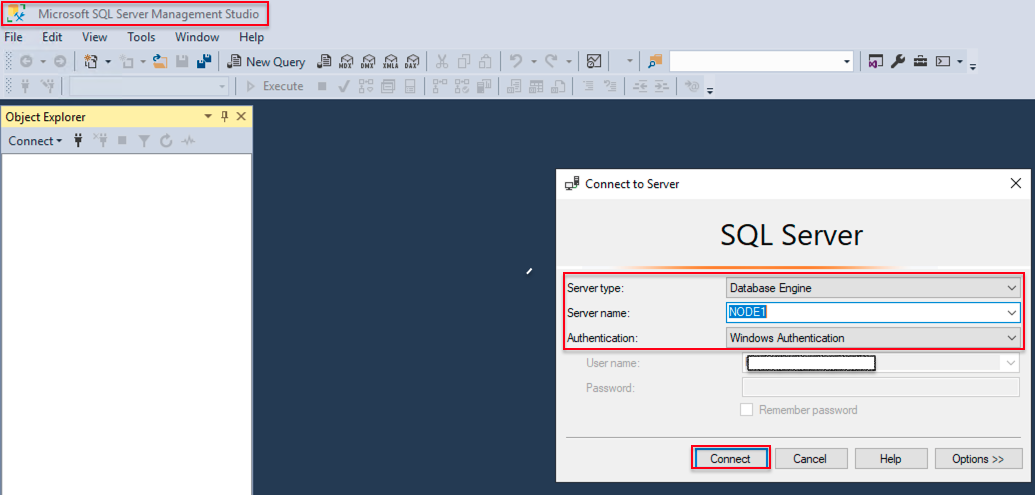 Microsoft SQL Server Management Studio
File Edit View Tools Window Help
New Query MDX DMX XMLA DAX
Execute
Object Explorer
Connect
Connect to Server
SQL Server
Server type: Database Engine
Server name: NODE1
Authentication: Windows Authentication
User name:
Password:
Remember password
Connect Cancel Help Options >>